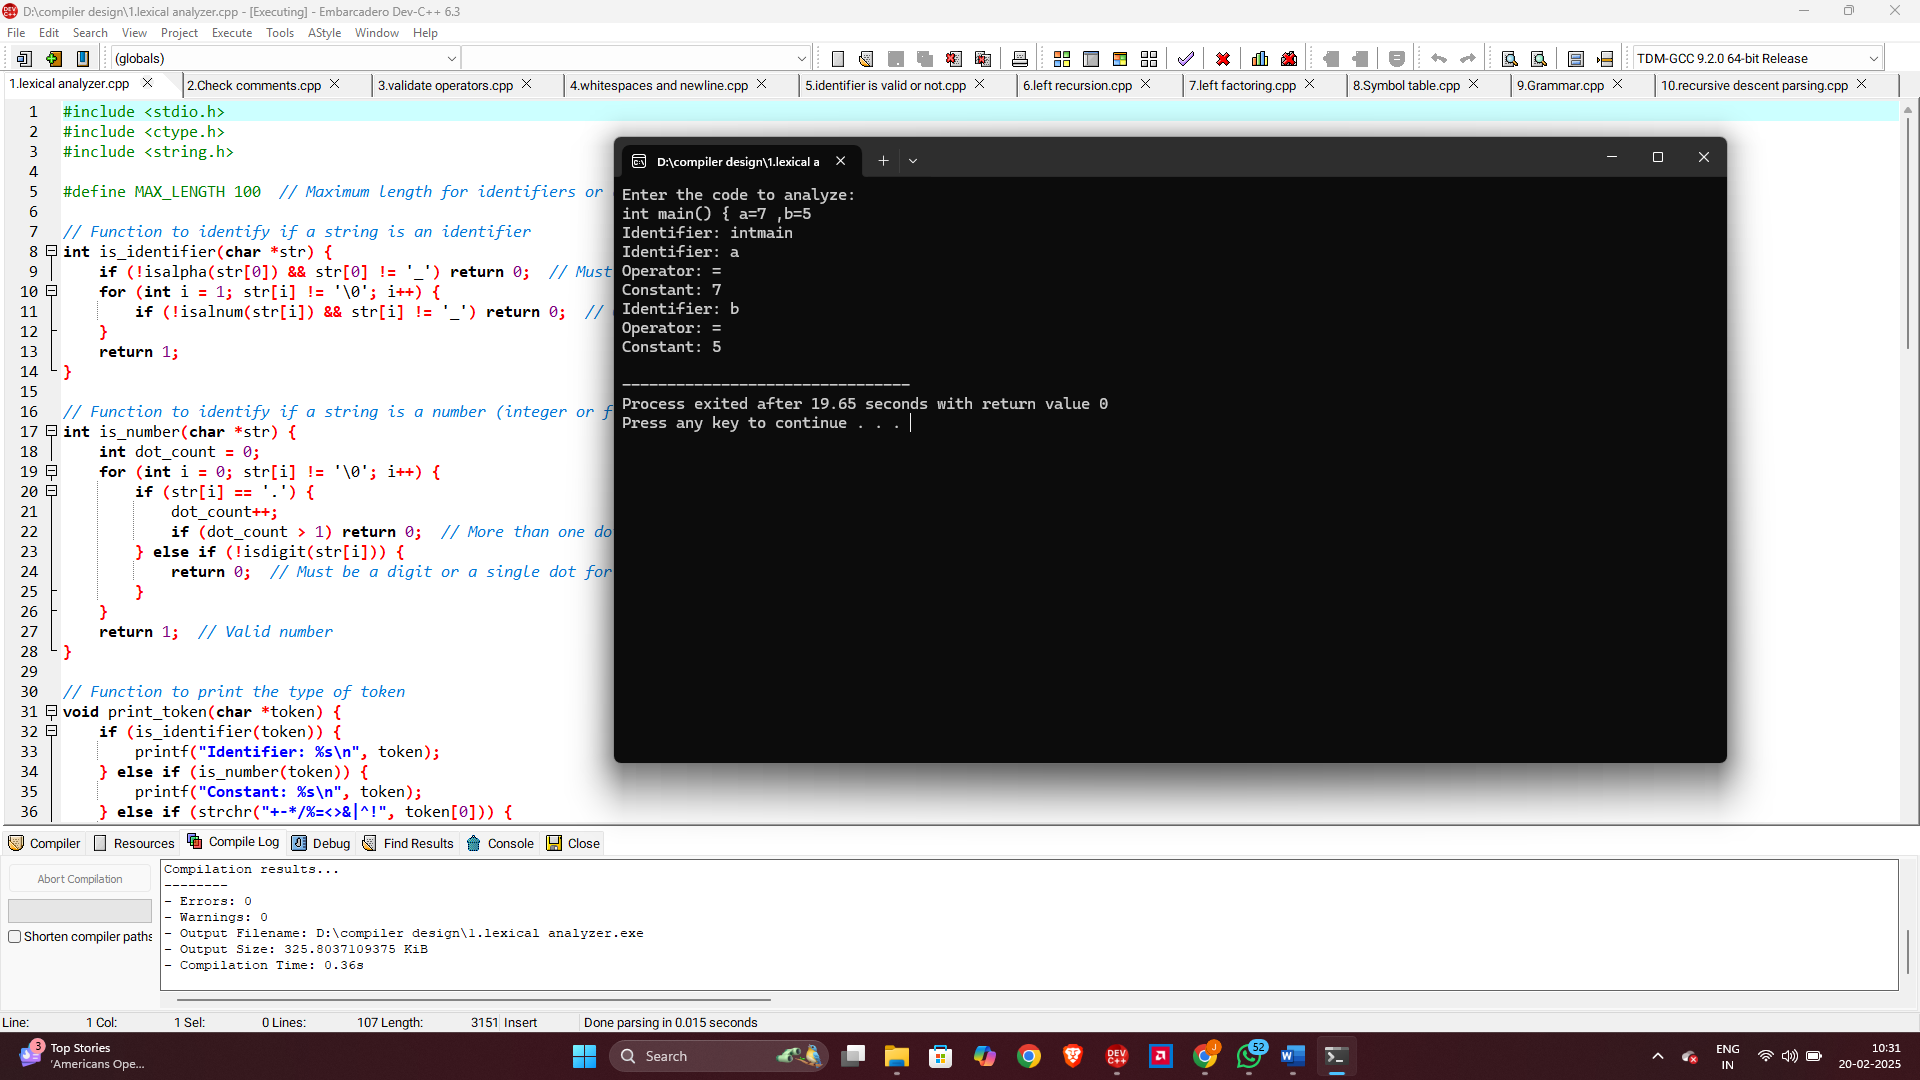 D:\compiler design\1.lexical analyzer.cpp - [Executing] - Embarcadero Dev-C++ 6.3
File Edit Search View Project Execute Tools AStyle Window Help
(globals)
TDM-GCC 9.2.0 64-bit Release
1.lexical analyzer.cpp 2.Check comments.cpp 3.validate operators.cpp 4.whitespaces and newline.cpp 5.identifier is valid or not.cpp 6.left recursion.cpp 7.left factoring.cpp 8.Symbol table.cpp 9.Grammar.cpp 10.recursive descent parsing.cpp
1 #include <stdio.h>
2 #include <ctype.h>
3 #include <string.h>
4
5 #define MAX_LENGTH 100 // Maximum length for identifiers or
6
7 // Function to identify if a string is an identifier
8 int is_identifier(char *str) {
9 if (!isalpha(str[0]) && str[0] != '_') return 0; // Must
10 for (int i = 1; str[i] != '\0'; i++) {
11 if (!isalnum(str[i]) && str[i] != '_') return 0; //
12 }
13 return 1;
14 }
15
16 // Function to identify if a string is a number (integer or f
17 int is_number(char *str) {
18 int dot_count = 0;
19 for (int i = 0; str[i] != '\0'; i++) {
20 if (str[i] == '.') {
21 dot_count++;
22 if (dot_count > 1) return 0; // More than one do
23 } else if (!isdigit(str[i])) {
24 return 0; // Must be a digit or a single dot for
25 }
26 }
27 return 1; // Valid number
28 }
29
30 // Function to print the type of token
31 void print_token(char *token) {
32 if (is_identifier(token)) {
33 printf("Identifier: %s\n", token);
34 } else if (is_number(token)) {
35 printf("Constant: %s\n", token);
36 } else if (strchr("+-*/%=<>&|^!", token[0])) {
D:\compiler design\1.lexical a
Enter the code to analyze:
int main() { a=7 ,b=5
Identifier: intmain
Identifier: a
Operator: =
Constant: 7
Identifier: b
Operator: =
Constant: 5
--------------------------------
Process exited after 19.65 seconds with return value 0
Press any key to continue . . .
Compiler Resources Compile Log Debug Find Results Console Close
Abort Compilation
Shorten compiler paths
Compilation results...
--------
- Errors: 0
- Warnings: 0
- Output Filename: D:\compiler design\1.lexical analyzer.exe
- Output Size: 325.8037109375 KiB
- Compilation Time: 0.36s
Line: 1 Col: 1 Sel: 0 Lines: 107 Length: 3151 Insert Done parsing in 0.015 seconds
3
Top Stories
'Americans Ope...
Search
DEV C++
J
52
ENG
IN
10:31
20-02-2025